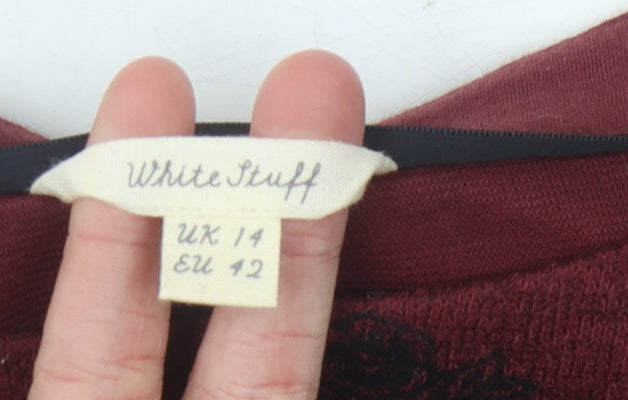 White Stuff
UK 14
EU 42